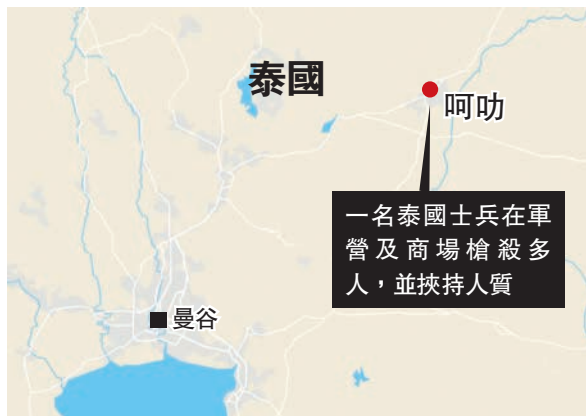 泰國
呵叻
一名泰國士兵在軍
營及商場槍殺多
人，並挾持人質
曼谷